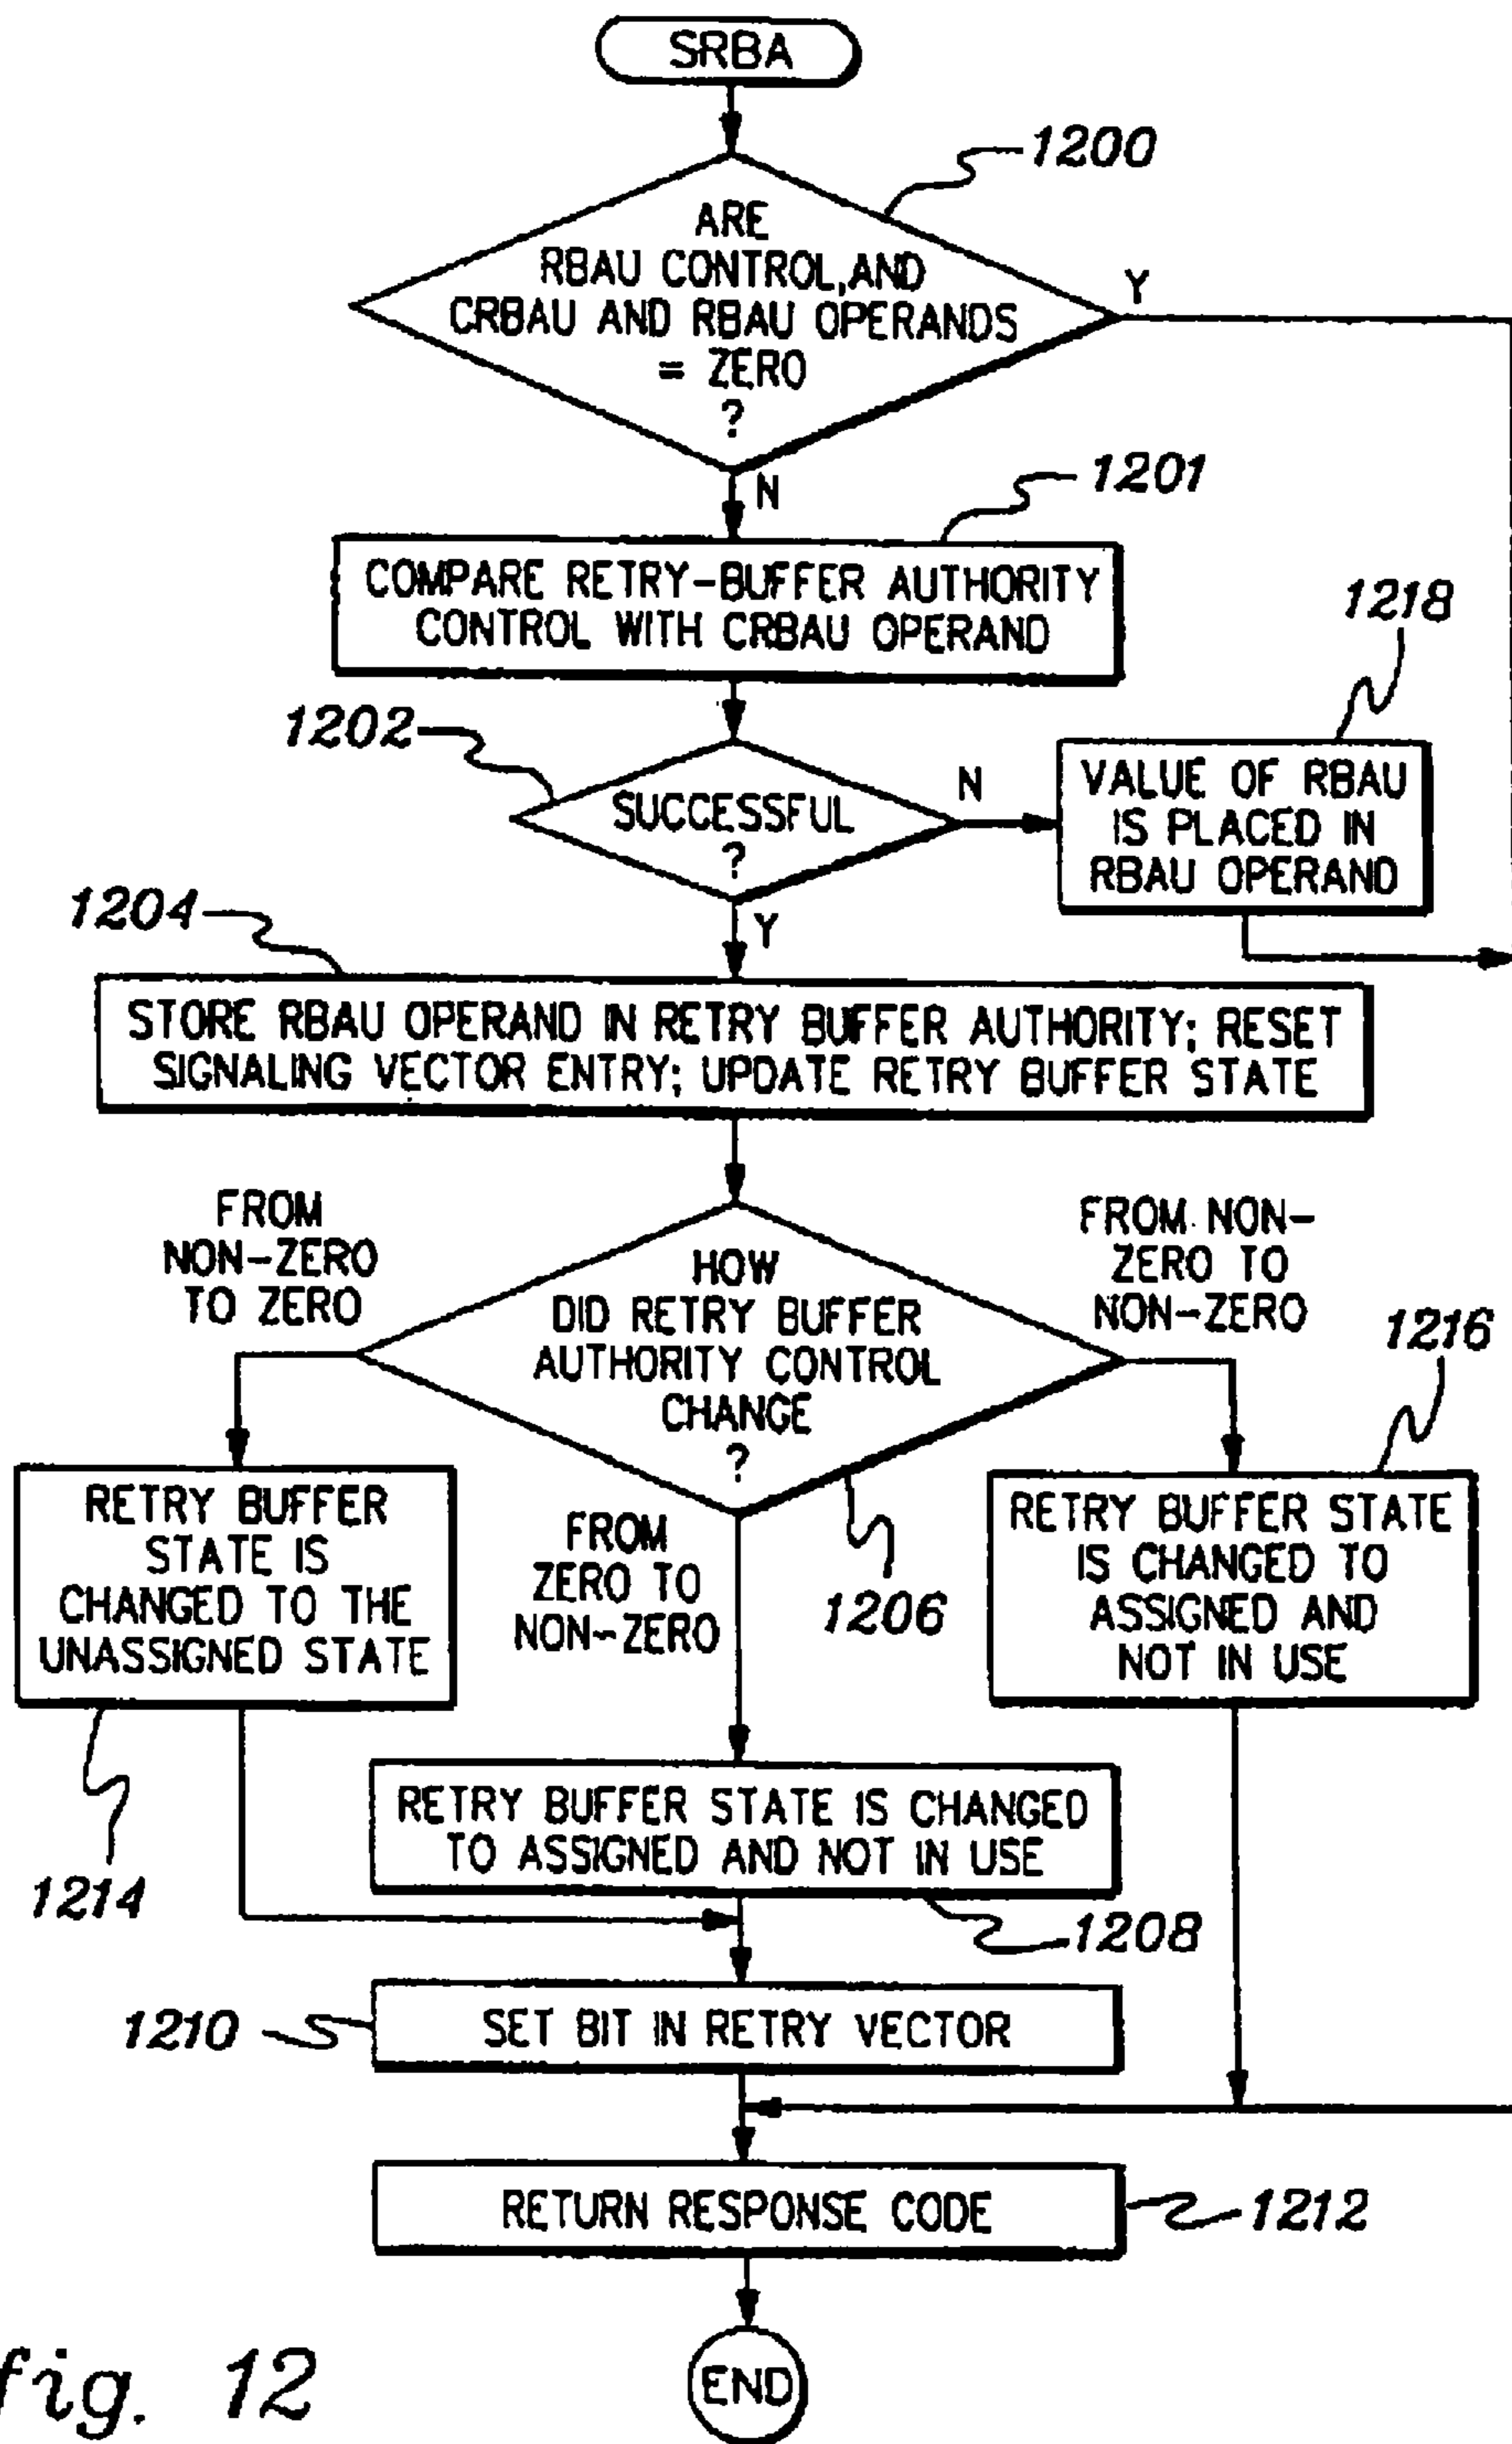 SRBA
1200
ARE
RBAU CONTROL, AND
CRBAU AND RBAU OPERANDS
= ZERO
?
Y
N
1201
COMPARE RETRY-BUFFER AUTHORITY
CONTROL WITH CRBAU OPERAND
1218
1202
SUCCESSFUL
?
N
VALUE OF RBAU
IS PLACED IN
RBAU OPERAND
Y
1204
STORE RBAU OPERAND IN RETRY BUFFER AUTHORITY; RESET
SIGNALING VECTOR ENTRY; UPDATE RETRY BUFFER STATE
FROM
NON-ZERO
TO ZERO
HOW
DID RETRY BUFFER
AUTHORITY CONTROL
CHANGE
?
FROM NON-
ZERO TO
NON-ZERO
1216
RETRY BUFFER
STATE IS
CHANGED TO THE
UNASSIGNED STATE
FROM
ZERO TO
NON-ZERO
1206
RETRY BUFFER STATE
IS CHANGED TO
ASSIGNED AND
NOT IN USE
1214
RETRY BUFFER STATE IS CHANGED
TO ASSIGNED AND NOT IN USE
1208
1210
SET BIT IN RETRY VECTOR
RETURN RESPONSE CODE
1212
END
fig. 12